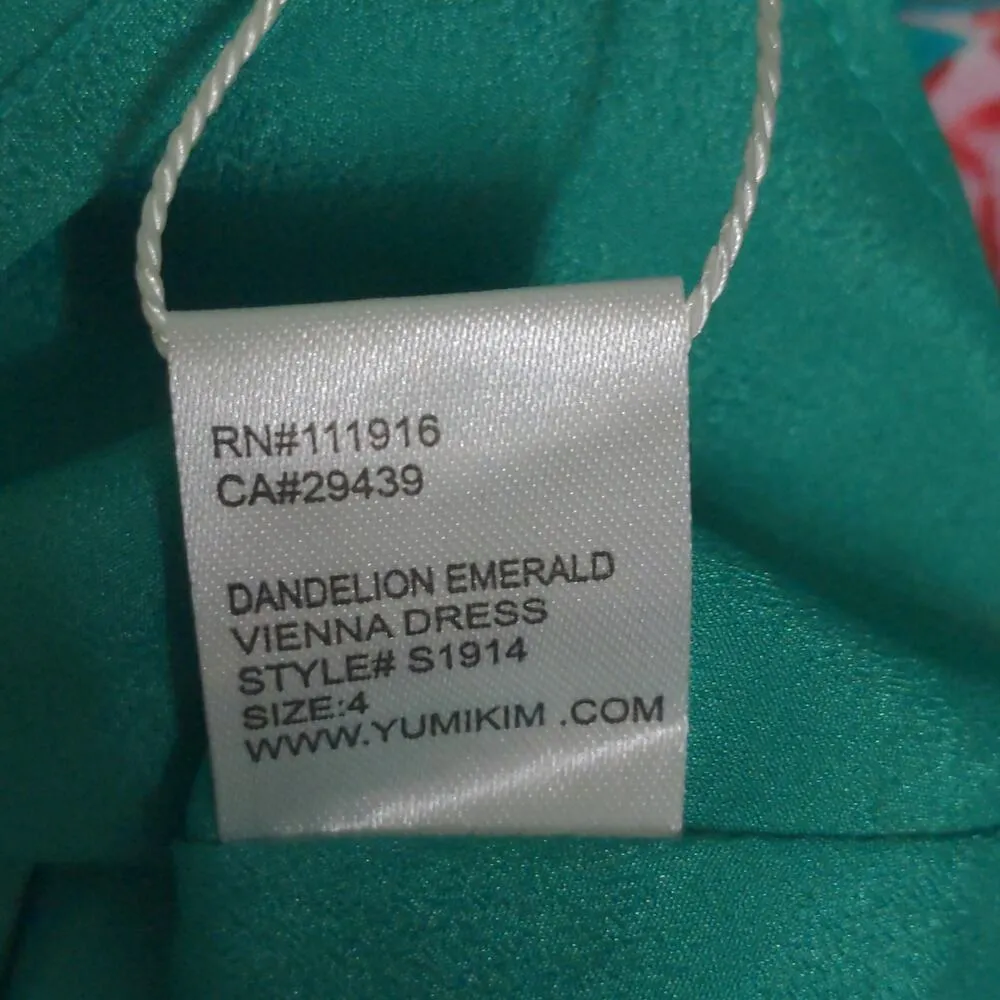 RN#111916
CA#29439
DANDELION EMERALD
VIENNA DRESS
STYLE# S1914
SIZE:4
WWW.YUMIKIM .COM